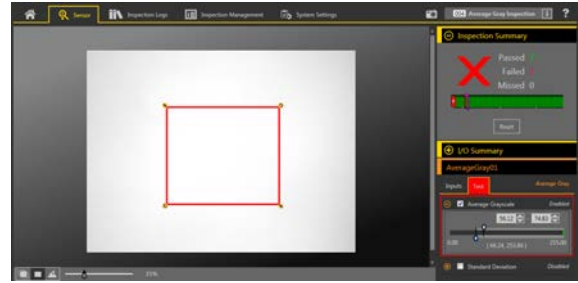 Sensor
Inspection Logs
Inspection Management
System Settings
Average Gray Inspection
?
Inspection Summary
Passed
Failed
Missed 0
Reset
I/O Summary
AverageGray01
Inputs
Test
Average Gray
Average Grayscale
Disabled
0.00
255.00
Standard Deviation
Disabled